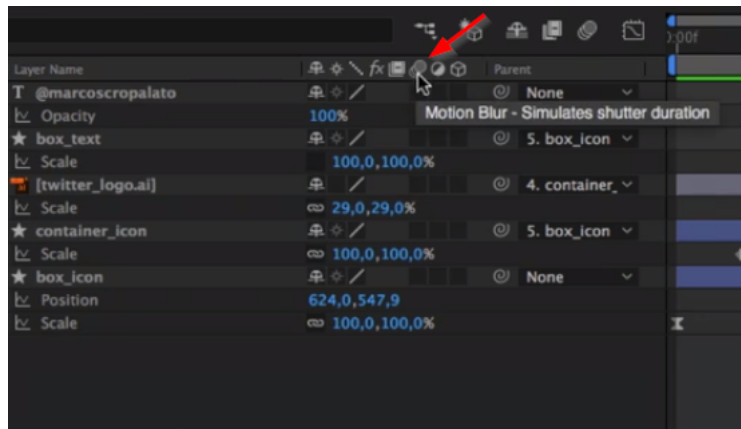 0:00f
Layer Name fx Parent
T @marcoscropalato None
Motion Blur - Simulates shutter duration
Opacity 100%
box_text 5. box_icon
Scale 100,0,100,0%
[twitter_logo.ai] 4. container_
Scale 29,0,29,0%
container_icon 5. box_icon
Scale 100,0,100,0%
box_icon None
Position 624,0,547,9
Scale 100,0,100,0%